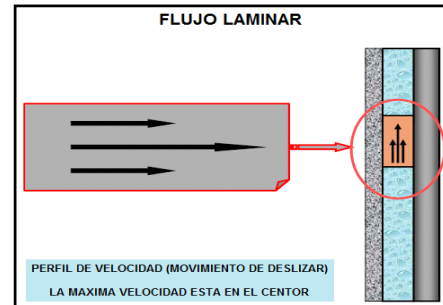 FLUJO LAMINAR
PERFIL DE VELOCIDAD (MOVIMIENTO DE DESLIZAR)
LA MAXIMA VELOCIDAD ESTA EN EL CENTOR